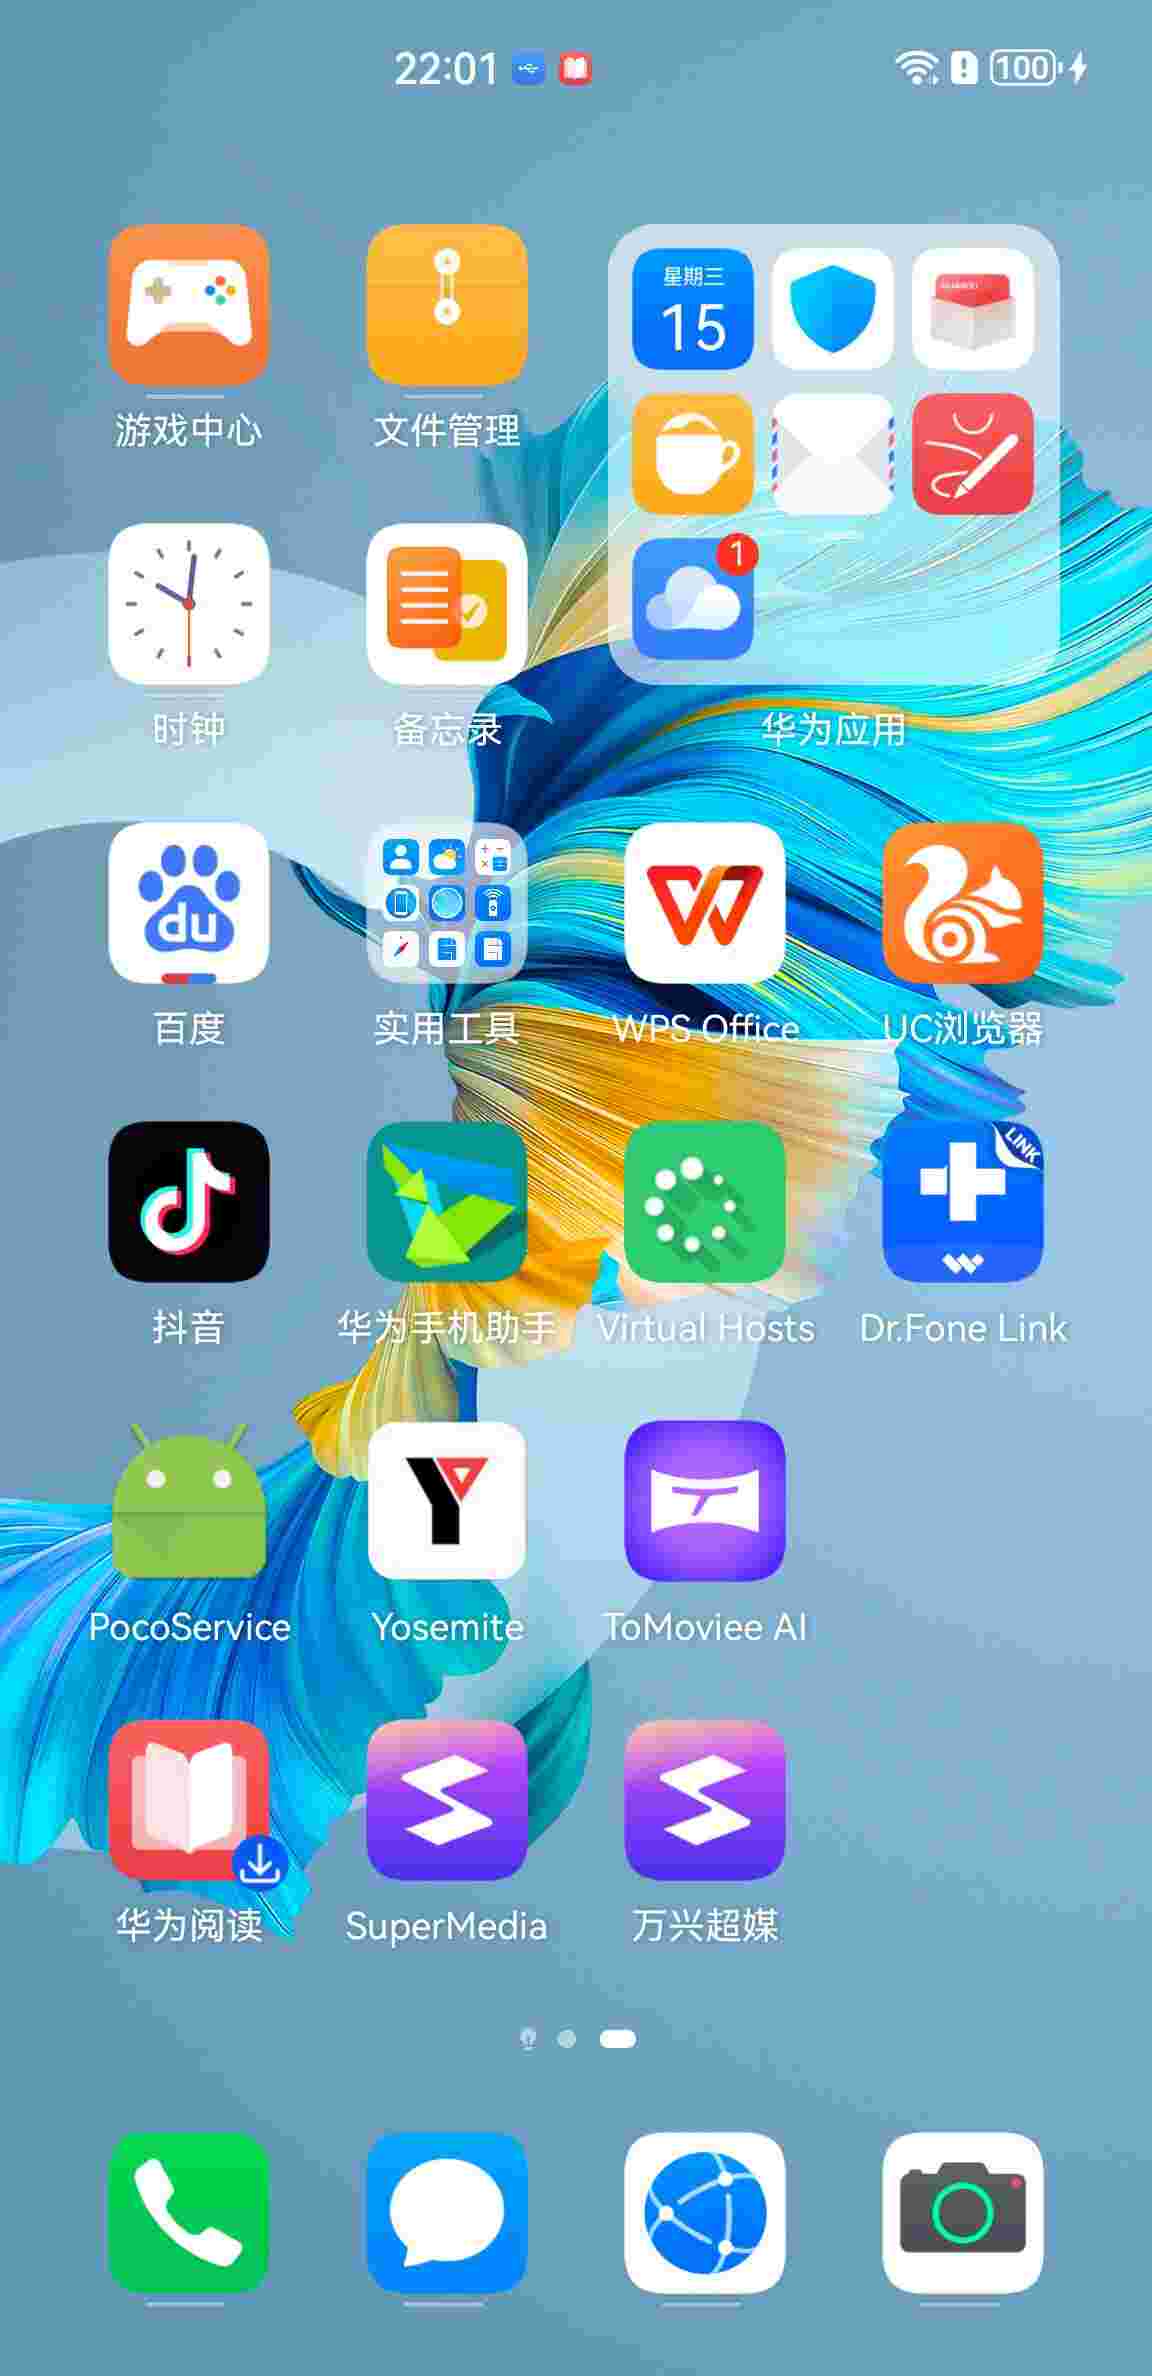 22:01
100
星期三
15
HUAWEI
1
游戏中心
文件管理
时钟
备忘录
华为应用
du
百度
实用工具
WPS Office
UC浏览器
LINK
抖音
华为手机助手
Virtual Hosts
Dr.Fone Link
PocoService
Yosemite
ToMoviee AI
华为阅读
SuperMedia
万兴超媒